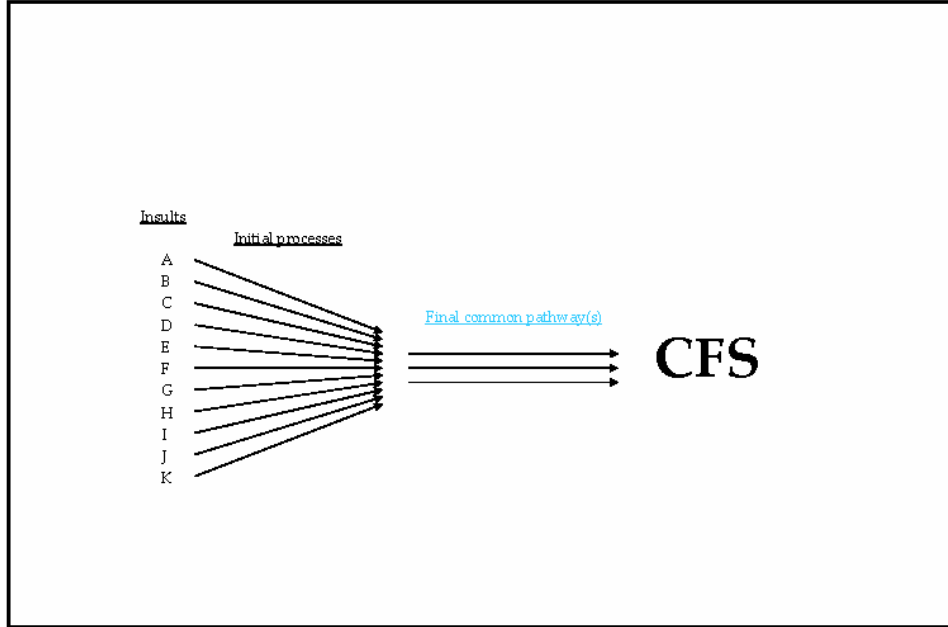 Insults
Initial processes
A
B
C
D
E
F
G
H
I
J
K
Final common pathway(s)
CFS